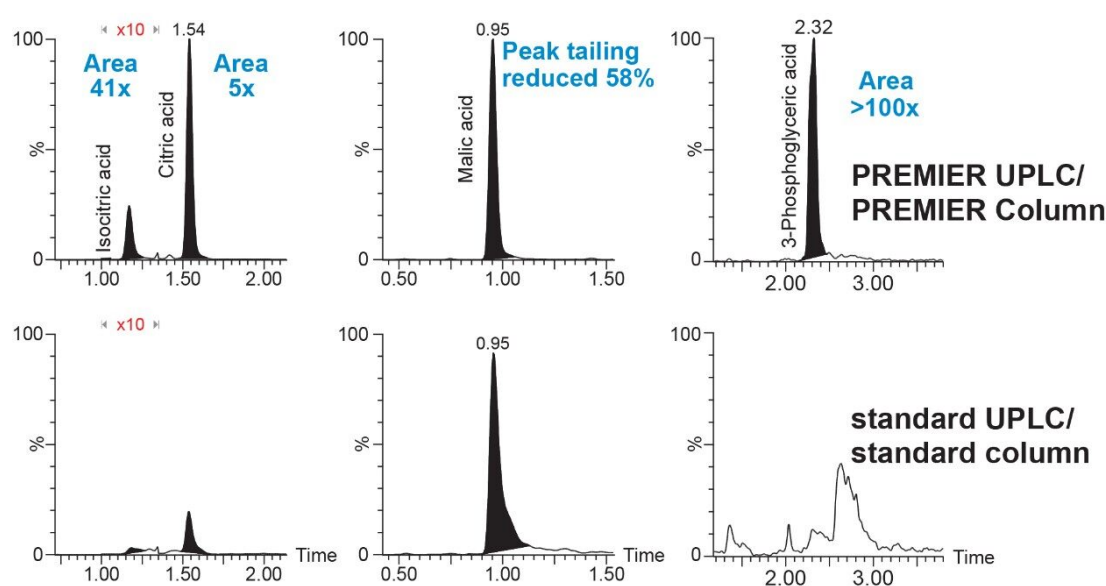 x10
1.54
0.95
2.32
100
100
100
Area
41x
Area
5x
Peak tailing
reduced 58%
Area
>100x
Isocitric acid
Citric acid
Malic acid
3-Phosphoglyceric acid
%
%
%
PREMIER UPLC/
PREMIER Column
0
0
0
1.00 1.50 2.00
0.50 1.00 1.50
2.00 3.00
x10
100
100
100
0.95
%
%
%
standard UPLC/
standard column
0
0
0
1.00 1.50 2.00 Time
0.50 1.00 1.50 Time
2.00 3.00 Time